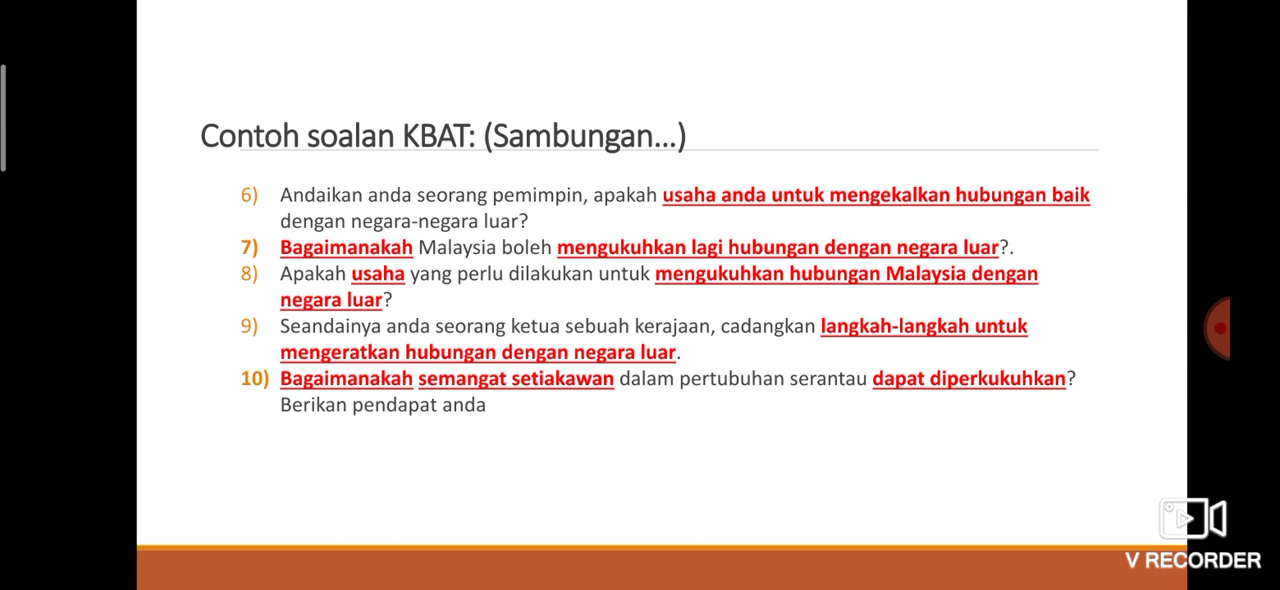 Contoh soalan KBAT: (Sambungan...)
6) Andaikan anda seorang pemimpin, apakah usaha anda untuk mengekalkan hubungan baik
dengan negara-negara luar?
7) Bagaimanakah Malaysia boleh mengukuhkan lagi hubungan dengan negara luar?.
8) Apakah usaha yang perlu dilakukan untuk mengukuhkan hubungan Malaysia dengan
negara luar?
9) Seandainya anda seorang ketua sebuah kerajaan, cadangkan langkah-langkah untuk
mengeratkan hubungan dengan negara luar.
10) Bagaimanakah semangat setiakawan dalam pertubuhan serantau dapat diperkukuhkan?
Berikan pendapat anda
V RECORDER